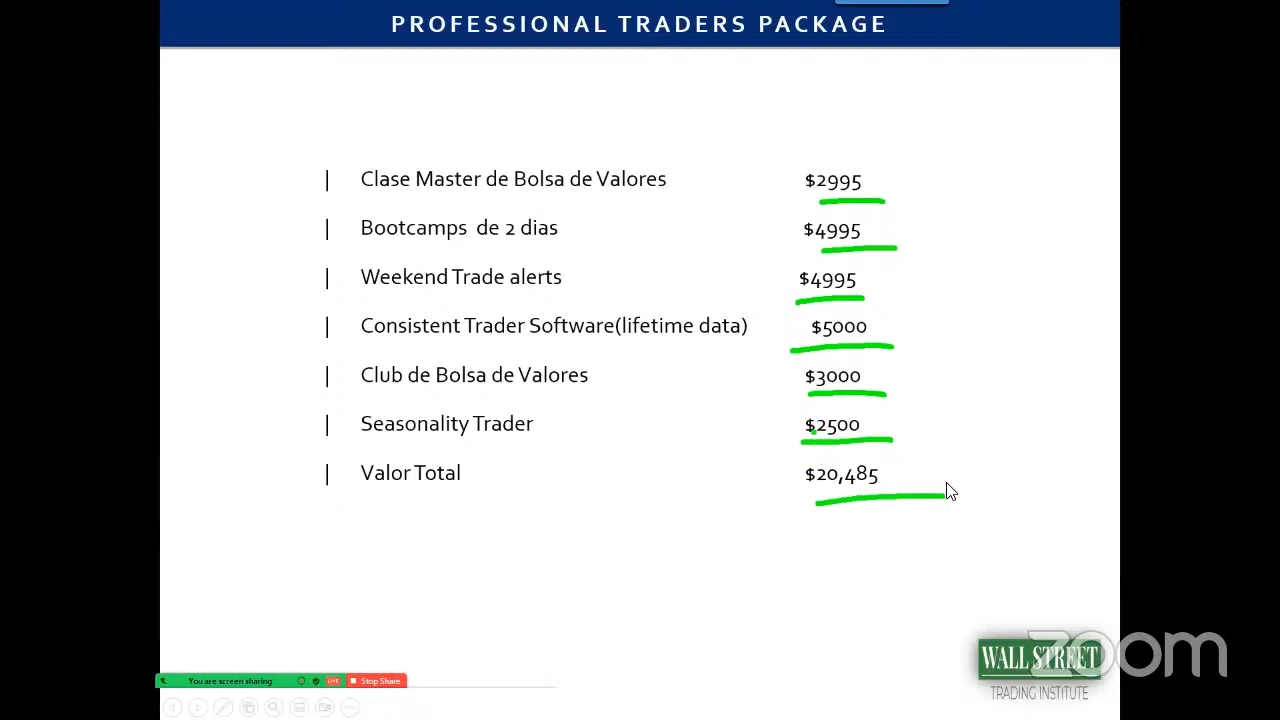 PROFESSIONAL TRADERS PACKAGE
| Clase Master de Bolsa de Valores $2995
| Bootcamps de 2 dias $4995
| Weekend Trade alerts $4995
| Consistent Trader Software(lifetime data) $5000
| Club de Bolsa de Valores $3000
| Seasonality Trader $2500
| Valor Total $20,485
zoom
WALL STREET
TRADING INSTITUTE
You are screen sharing LIVE Stop Share